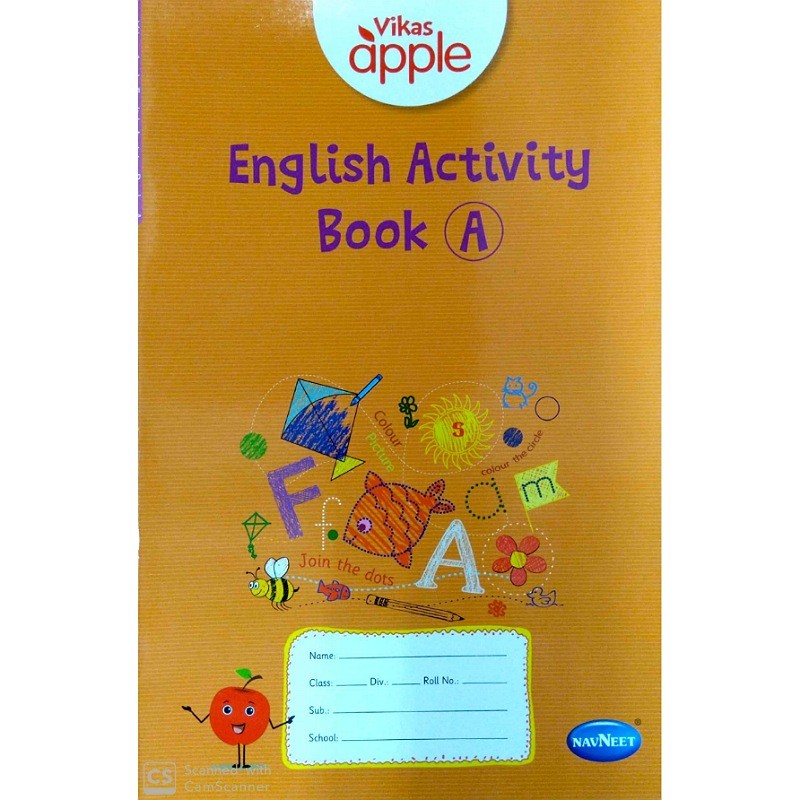 Vikas
apple
English Activity
Book A
Colour
Picture
S
colour the circle
F
f
a
m
A
Join the dots
Name:
Class: Div.: Roll No.:
Sub.:
School:
NAVNEET ®
CS Scanned with
CamScanner